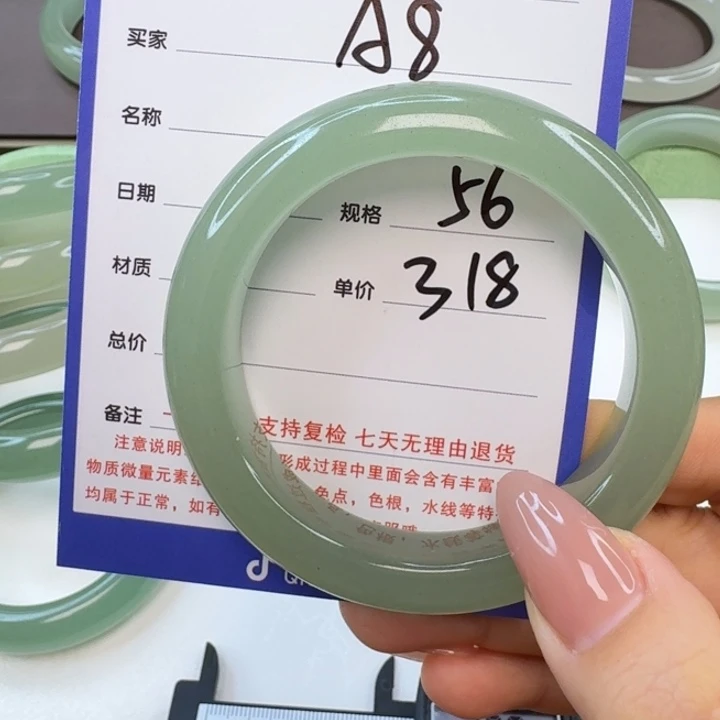 买家 A8
名称
日期 规格 56
材质 单价 318
总价
备注
支持复检 七天无理由退货
注意说明
形成过程中里面会含有丰富
物质微量元素
色点，色根，水线等特
均属于正常，如有